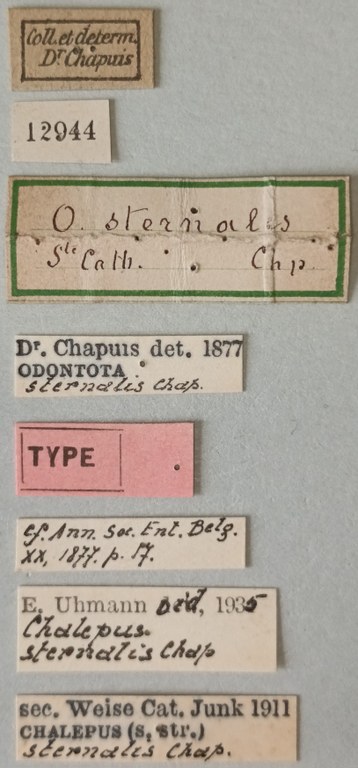 Coll. et determ.
Dr Chapuis
12944
O. sternalis
Ste Cath. Chp.
Dr. Chapuis det. 1877
ODONTOTA
sternalis Chap.
TYPE
cf. Ann. Soc. Ent. Belg.
XX, 1877. p. 17.
E. Uhmann vid, 1935
Chalepus.
sternalis Chap
sec. Weise Cat. Junk 1911
CHALEPUS (s. str.)
sternalis Chap.